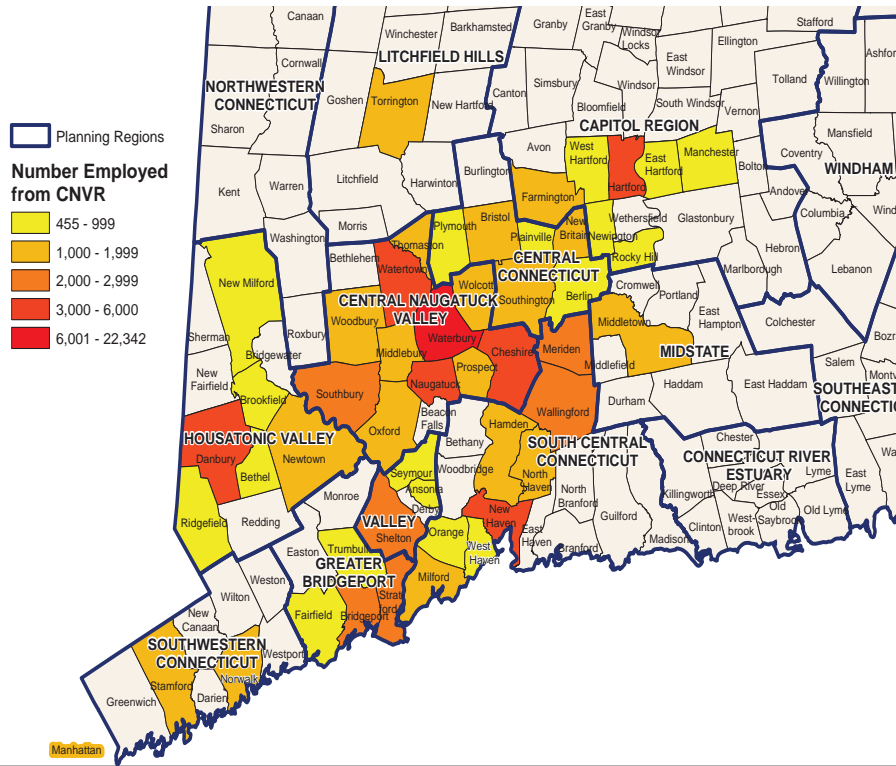 Canaan
Winchester
Barkhamsted
Granby
East
Granby
Windsor
Locks
Stafford
Ellington
LITCHFIELD HILLS
Cornwall
East
Windsor
Ashfor
NORTHWESTERN
CONNECTICUT
Goshen
Torrington
New Hartford
Canton
Simsbury
Windsor
Tolland
Willington
Bloomfield
South Windsor
Vernon
Sharon
CAPITOL REGION
Mansfield
Planning Regions
Avon
West
Hartford
East
Hartford
Manchester
Coventry
Bolton
WINDHAM
Number Employed
from CNVR
Kent
Warren
Litchfield
Harwinton
Burlington
Farmington
Hartford
Andover
455 - 999
1,000 - 1,999
2,000 - 2,999
3,000 - 6,000
6,001 - 22,342
Morris
Plymouth
Bristol
New
Britain
Wethersfield
Glastonbury
Columbia
Wind
Washington
Plainville
Newington
Thomaston
Bethlehem
Watertown
CENTRAL
CONNECTICUT
Rocky Hill
Hebron
Marlborough
Lebanon
New Milford
Wolcott
Southington
Berlin
Cromwell
Portland
CENTRAL NAUGATUCK
VALLEY
Woodbury
East
Hampton
Colchester
Middletown
Sherman
Roxbury
Waterbury
Bozr
Bridgewater
Middlebury
Cheshire
Meriden
MIDSTATE
Prospect
Middlefield
Salem
New
Fairfield
Naugatuck
Southbury
Haddam
East Haddam
Montv
SOUTHEAST
CONNECTIC
Brookfield
Durham
Beacon
Falls
Wallingford
Oxford
Hamden
HOUSATONIC VALLEY
Bethany
SOUTH CENTRAL
CONNECTICUT
Chester
CONNECTICUT RIVER
ESTUARY
Danbury
Newtown
Woodbridge
Seymour
Bethel
North
Haven
Lyme
East
Lyme
Wa
Ansonia
Deep River
Essex
Killingworth
Monroe
North
Branford
Derby
Old Lyme
Old
Saybrook
Ridgefield
Redding
VALLEY
New
Haven
Guilford
West-
brook
Clinton
Shelton
Orange
East
Haven
Madison
Easton
Trumbull
West
Haven
Branford
GREATER
BRIDGEPORT
Weston
Milford
Wilton
Strat
ford
Fairfield
Bridgeport
New
Canaan
SOUTHWESTERN
CONNECTICUT
Westport
Norwalk
Stamford
Darien
Greenwich
Manhattan